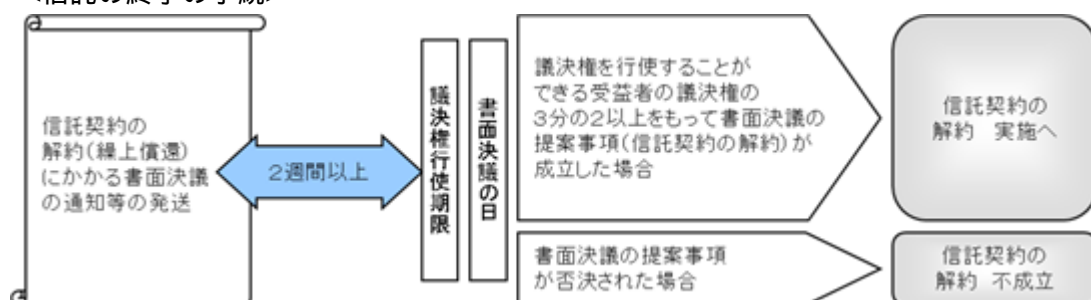 信託契約の
解約(繰上償還)
にかかる書面決議
の通知等の発送
2週間以上
議決権行使期限
書面決議の日
議決権を行使することが
できる受益者の議決権の
3分の2以上をもって書面決議の
提案事項(信託契約の解約)が
成立した場合
信託契約の
解約 実施へ
書面決議の提案事項
が否決された場合
信託契約の
解約 不成立